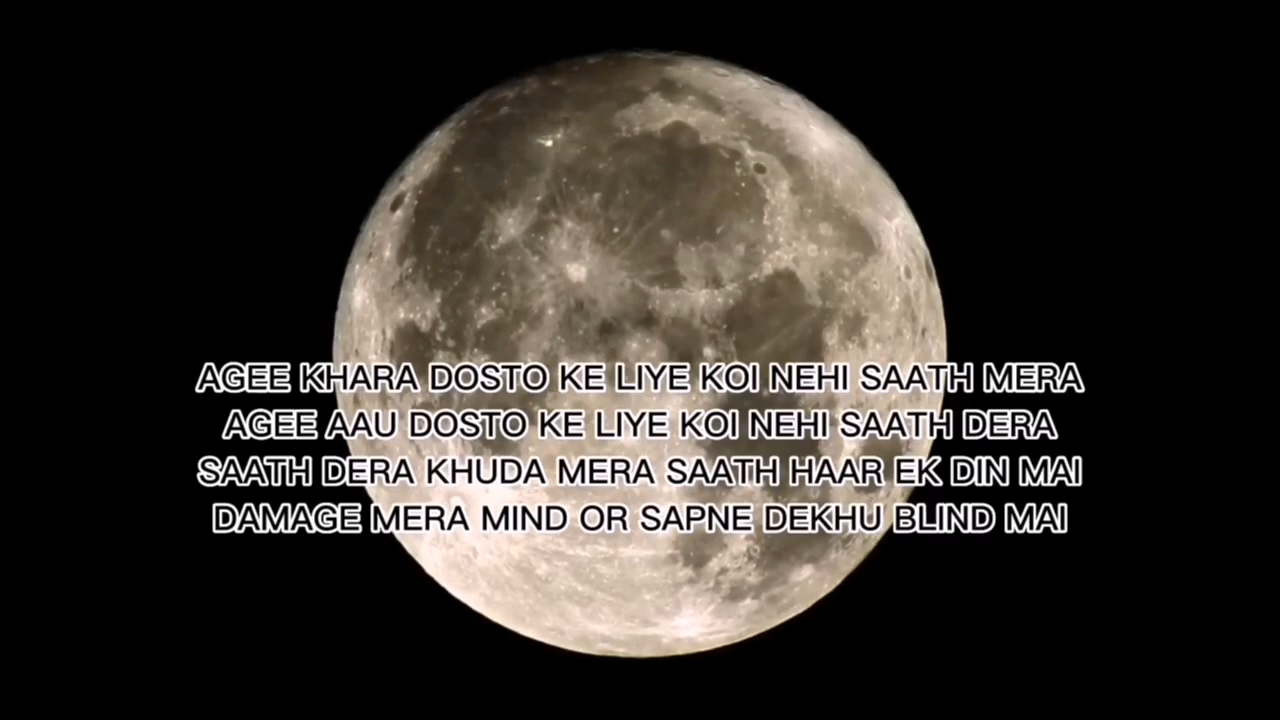 AGEE KHARA DOSTO KE LIYE KOI NEHI SAATH MERA
AGEE AAU DOSTO KE LIYE KOI NEHI SAATH DERA
SAATH DERA KHUDA MERA SAATH HAAR EK DIN MAI
DAMAGE MERA MIND OR SAPNE DEKHU BLIND MAI